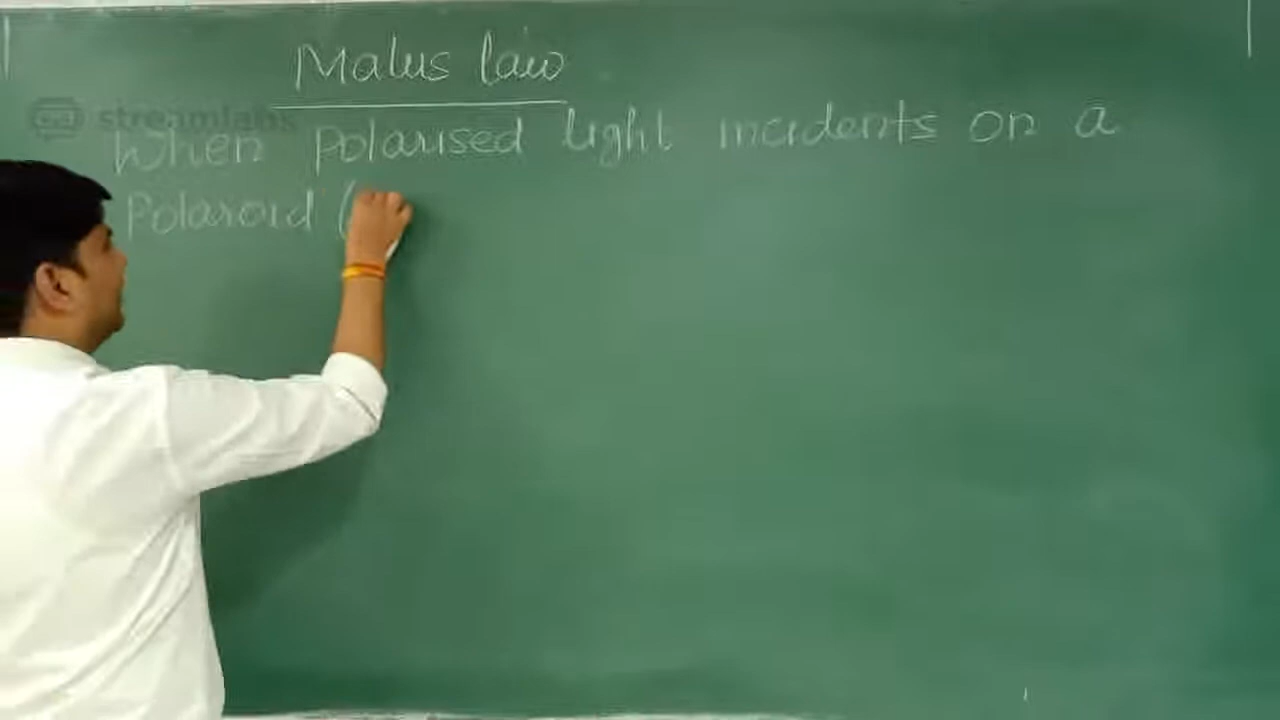 Malus law
streamlabs
When Polarised light incidents on a
Polaroid (